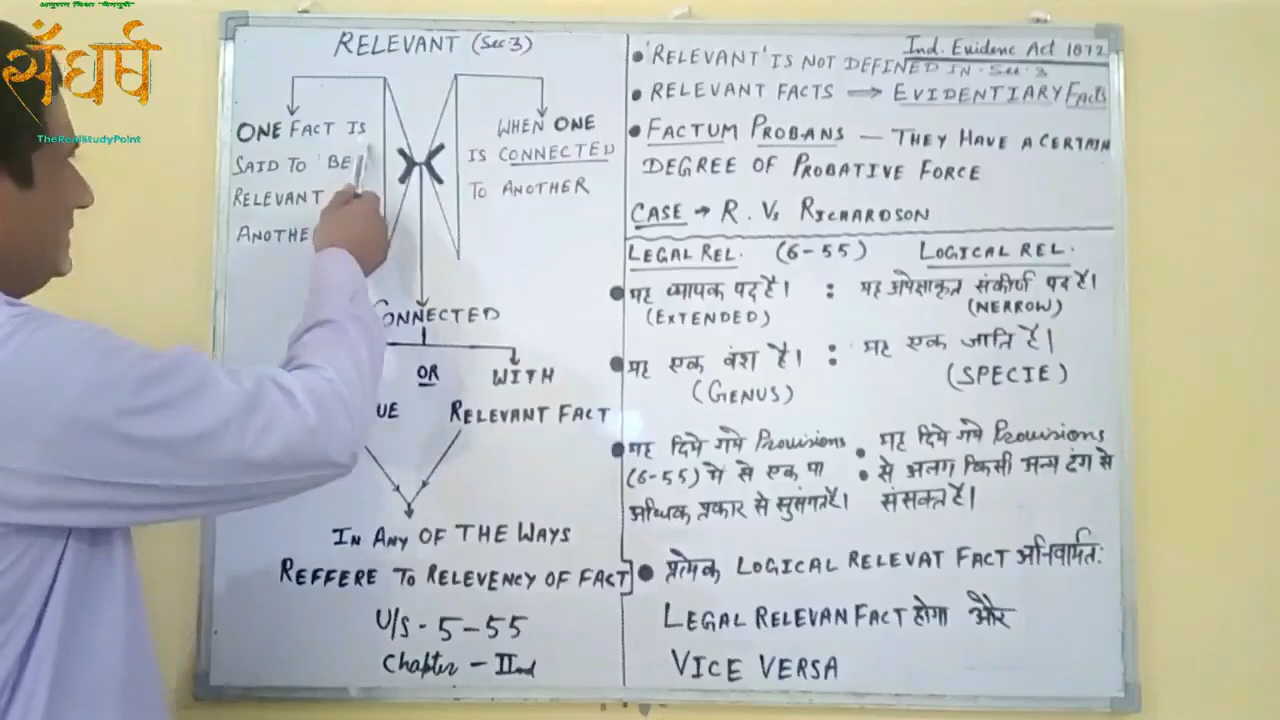 संघर्ष
TheRealStudyPoint
RELEVANT (Sec 3)
ONE FACT IS
SAID TO BE
RELEVANT
ANOTHE
WHEN ONE
IS CONNECTED
TO ANOTHER
ONNECTED
OR WITH
UE RELEVANT FACT
IN ANY OF THE WAYS
REFFERE TO RELEVENCY OF FACT]
U/S - 5-55
Chapter - IInd
Ind. Evidenc Act 1872
• 'RELEVANT' IS NOT DEFINED IN Sec. 3
• RELEVANT FACTS ⟹ EVIDENTIARY FACTS
• FACTUM PROBANS — THEY HAVE A CERTAIN
DEGREE OF PROBATIVE FORCE
CASE → R. Vs RICHARDSON
LEGAL REL. (6-55) LOGICAL REL.
• यह व्यापक पद है। : यह अपेक्षाकृत संकीर्ण पद है।
(EXTENDED) (NERROW)
• यह एक वंश है। : यह एक जाति है।
(GENUS) (SPECIE)
• यह दिये गये Provisions • यह दिये गये Provisions
(6-55) में से एक या • से अलग किसी अन्य ढंग से
अधिक प्रकार से सुसंगत है। संसक्त है।
• प्रत्येक LOGICAL RELEVAT FACT अनिवार्यत:
LEGAL RELEVAN FACT होगा और
VICE VERSA